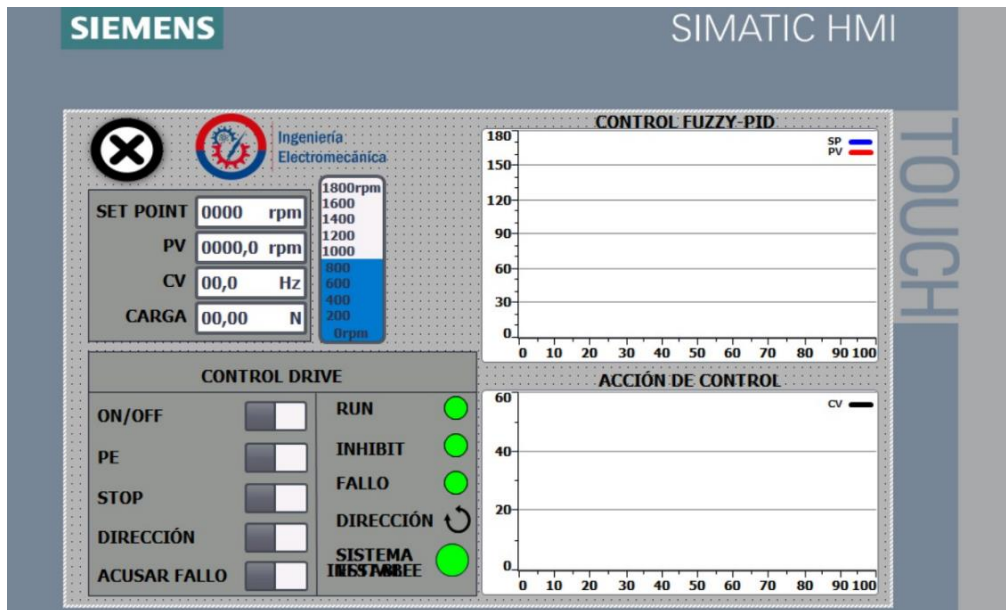 SIEMENS
SIMATIC HMI
TOUCH
Ingeniería
Electromecánica
SET POINT 0000 rpm
PV 0000,0 rpm
CV 00,0 Hz
CARGA 00,00 N
1800rpm
1600
1400
1200
1000
800
600
400
200
0rpm
CONTROL FUZZY-PID
SP
PV
180
150
120
90
60
30
0
0 10 20 30 40 50 60 70 80 90 100
CONTROL DRIVE
ON/OFF
PE
STOP
DIRECCIÓN
ACUSAR FALLO
RUN
INHIBIT
FALLO
DIRECCIÓN
SISTEMA
ACCIÓN DE CONTROL
CV
60
40
20
0
0 10 20 30 40 50 60 70 80 90 100